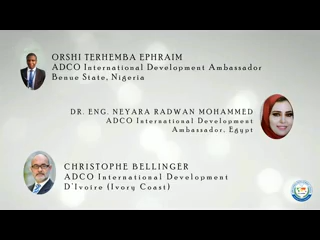 ORSHI TERHEMBA EPHRAIM
ADCO International Development Ambassador
Benue State, Nigeria
DR. ENG. NEYARA RADWAN MOHAMMED
ADCO International Development
Ambassador, Egypt
CHRISTOPHE BELLINGER
ADCO International Development
D'Ivoire (Ivory Coast)